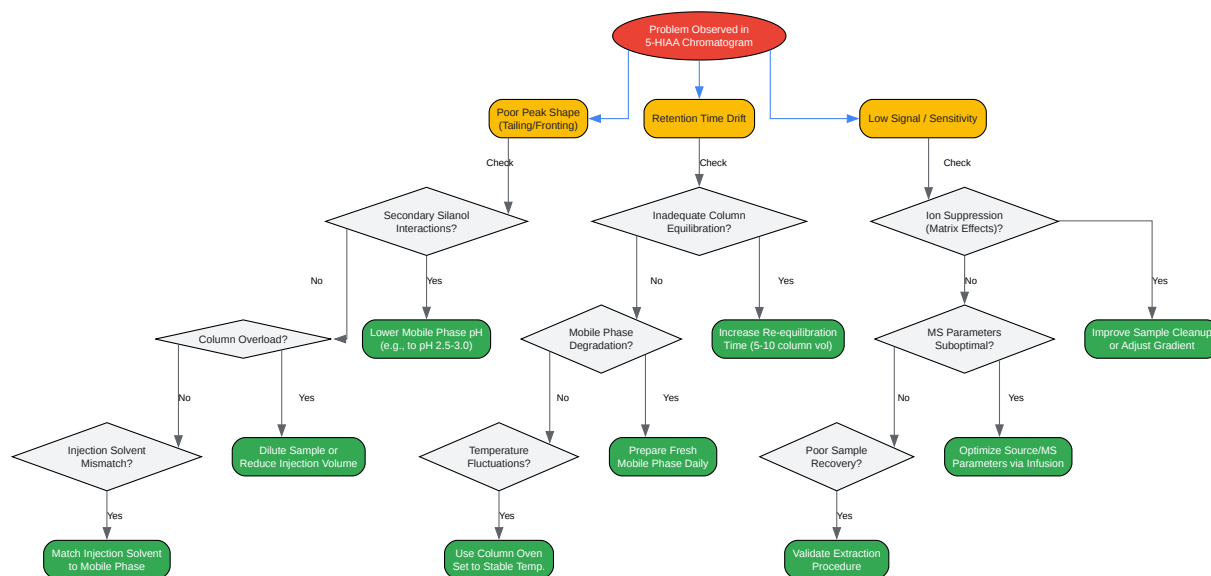 Problem Observed in
5-HIAA Chromatogram
Poor Peak Shape
(Tailing/Fronting)
Retention Time Drift
Low Signal / Sensitivity
Check
Check
Check
Secondary Silanol
Interactions?
Inadequate Column
Equilibration?
Ion Suppression
(Matrix Effects)?
No
Yes
No
Yes
No
Yes
Column Overload?
Lower Mobile Phase pH
(e.g., to pH 2.5-3.0)
Mobile Phase
Degradation?
Increase Re-equilibration
Time (5-10 column vol)
MS Parameters
Suboptimal?
Improve Sample Cleanup
or Adjust Gradient
No
Yes
No
Yes
No
Yes
Injection Solvent
Mismatch?
Dilute Sample or
Reduce Injection Volume
Temperature
Fluctuations?
Prepare Fresh
Mobile Phase Daily
Poor Sample
Recovery?
Optimize Source/MS
Parameters via Infusion
Yes
Yes
Yes
Match Injection Solvent
to Mobile Phase
Use Column Oven
Set to Stable Temp.
Validate Extraction
Procedure